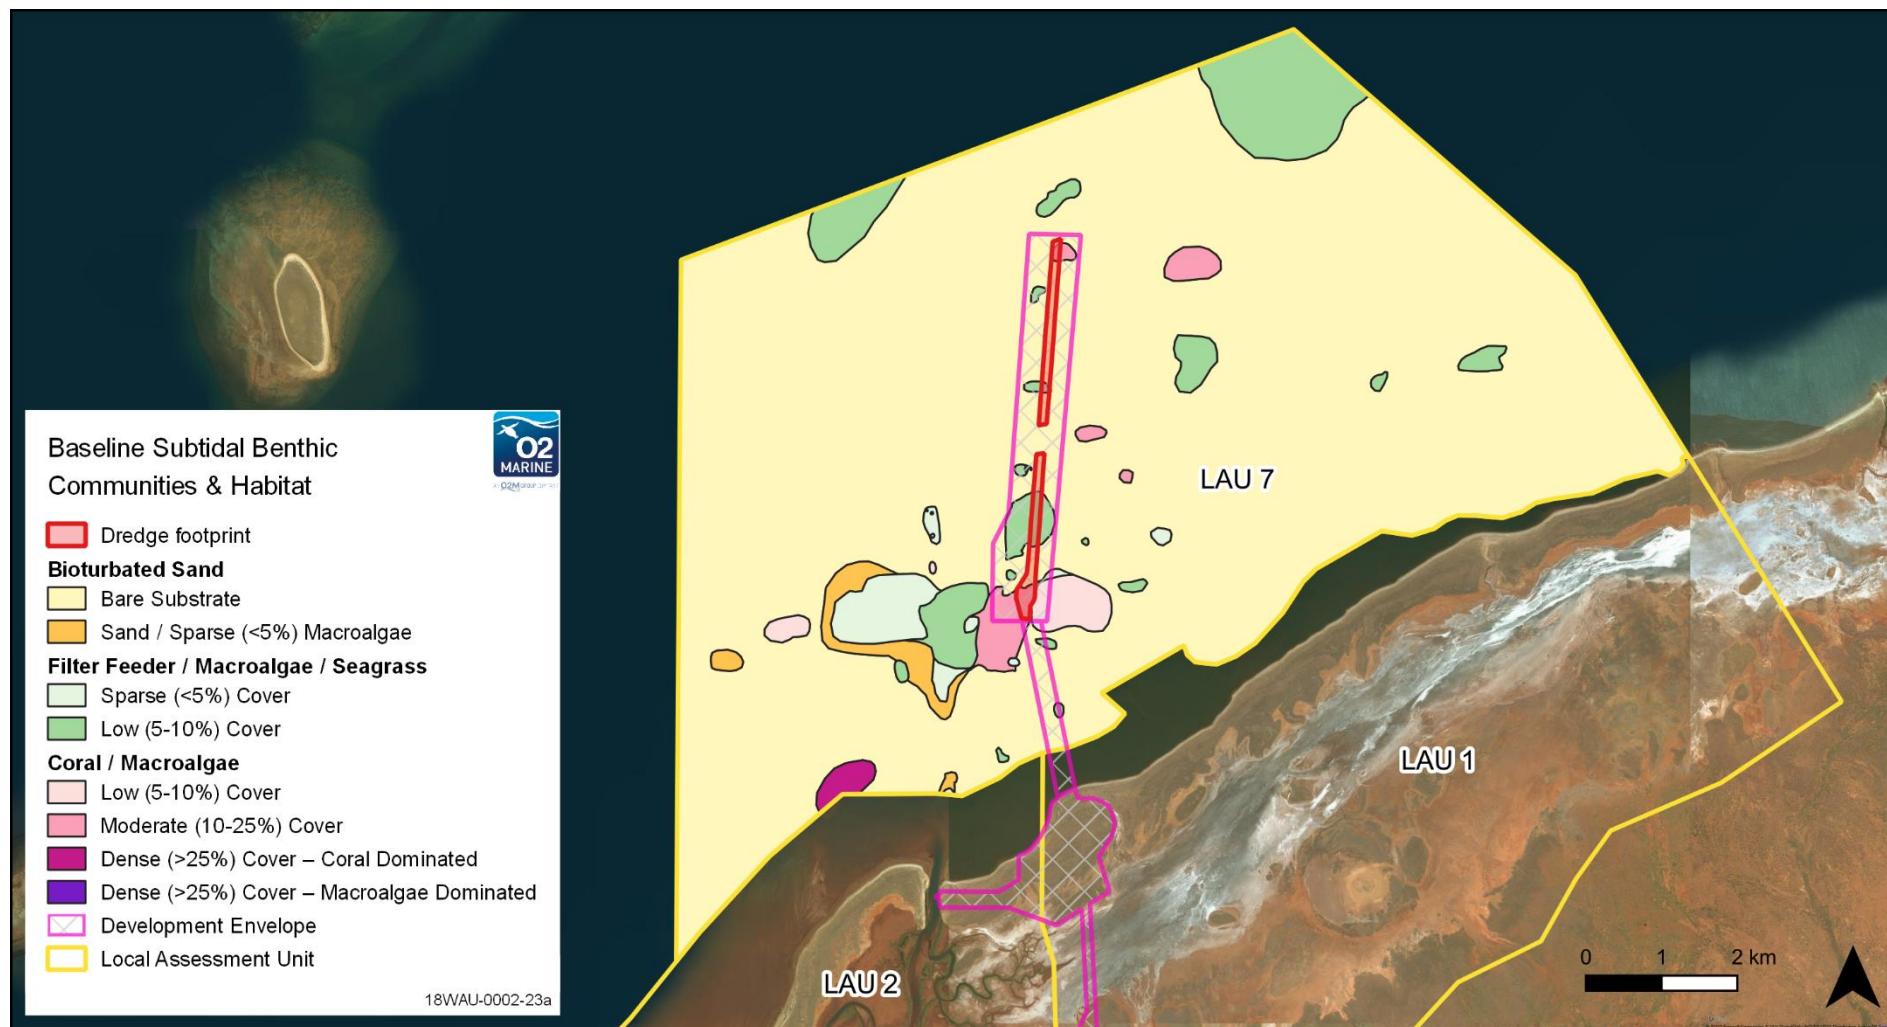 Baseline Subtidal Benthic
Communities & Habitat
O2
MARINE
Dredge footprint
Bioturbated Sand
Bare Substrate
Sand / Sparse (<5%) Macroalgae
Filter Feeder / Macroalgae / Seagrass
Sparse (<5%) Cover
Low (5-10%) Cover
Coral / Macroalgae
Low (5-10%) Cover
Moderate (10-25%) Cover
Dense (>25%) Cover – Coral Dominated
Dense (>25%) Cover – Macroalgae Dominated
Development Envelope
Local Assessment Unit
18WAU-0002-23a
LAU 7
LAU 1
LAU 2
0 1 2 km